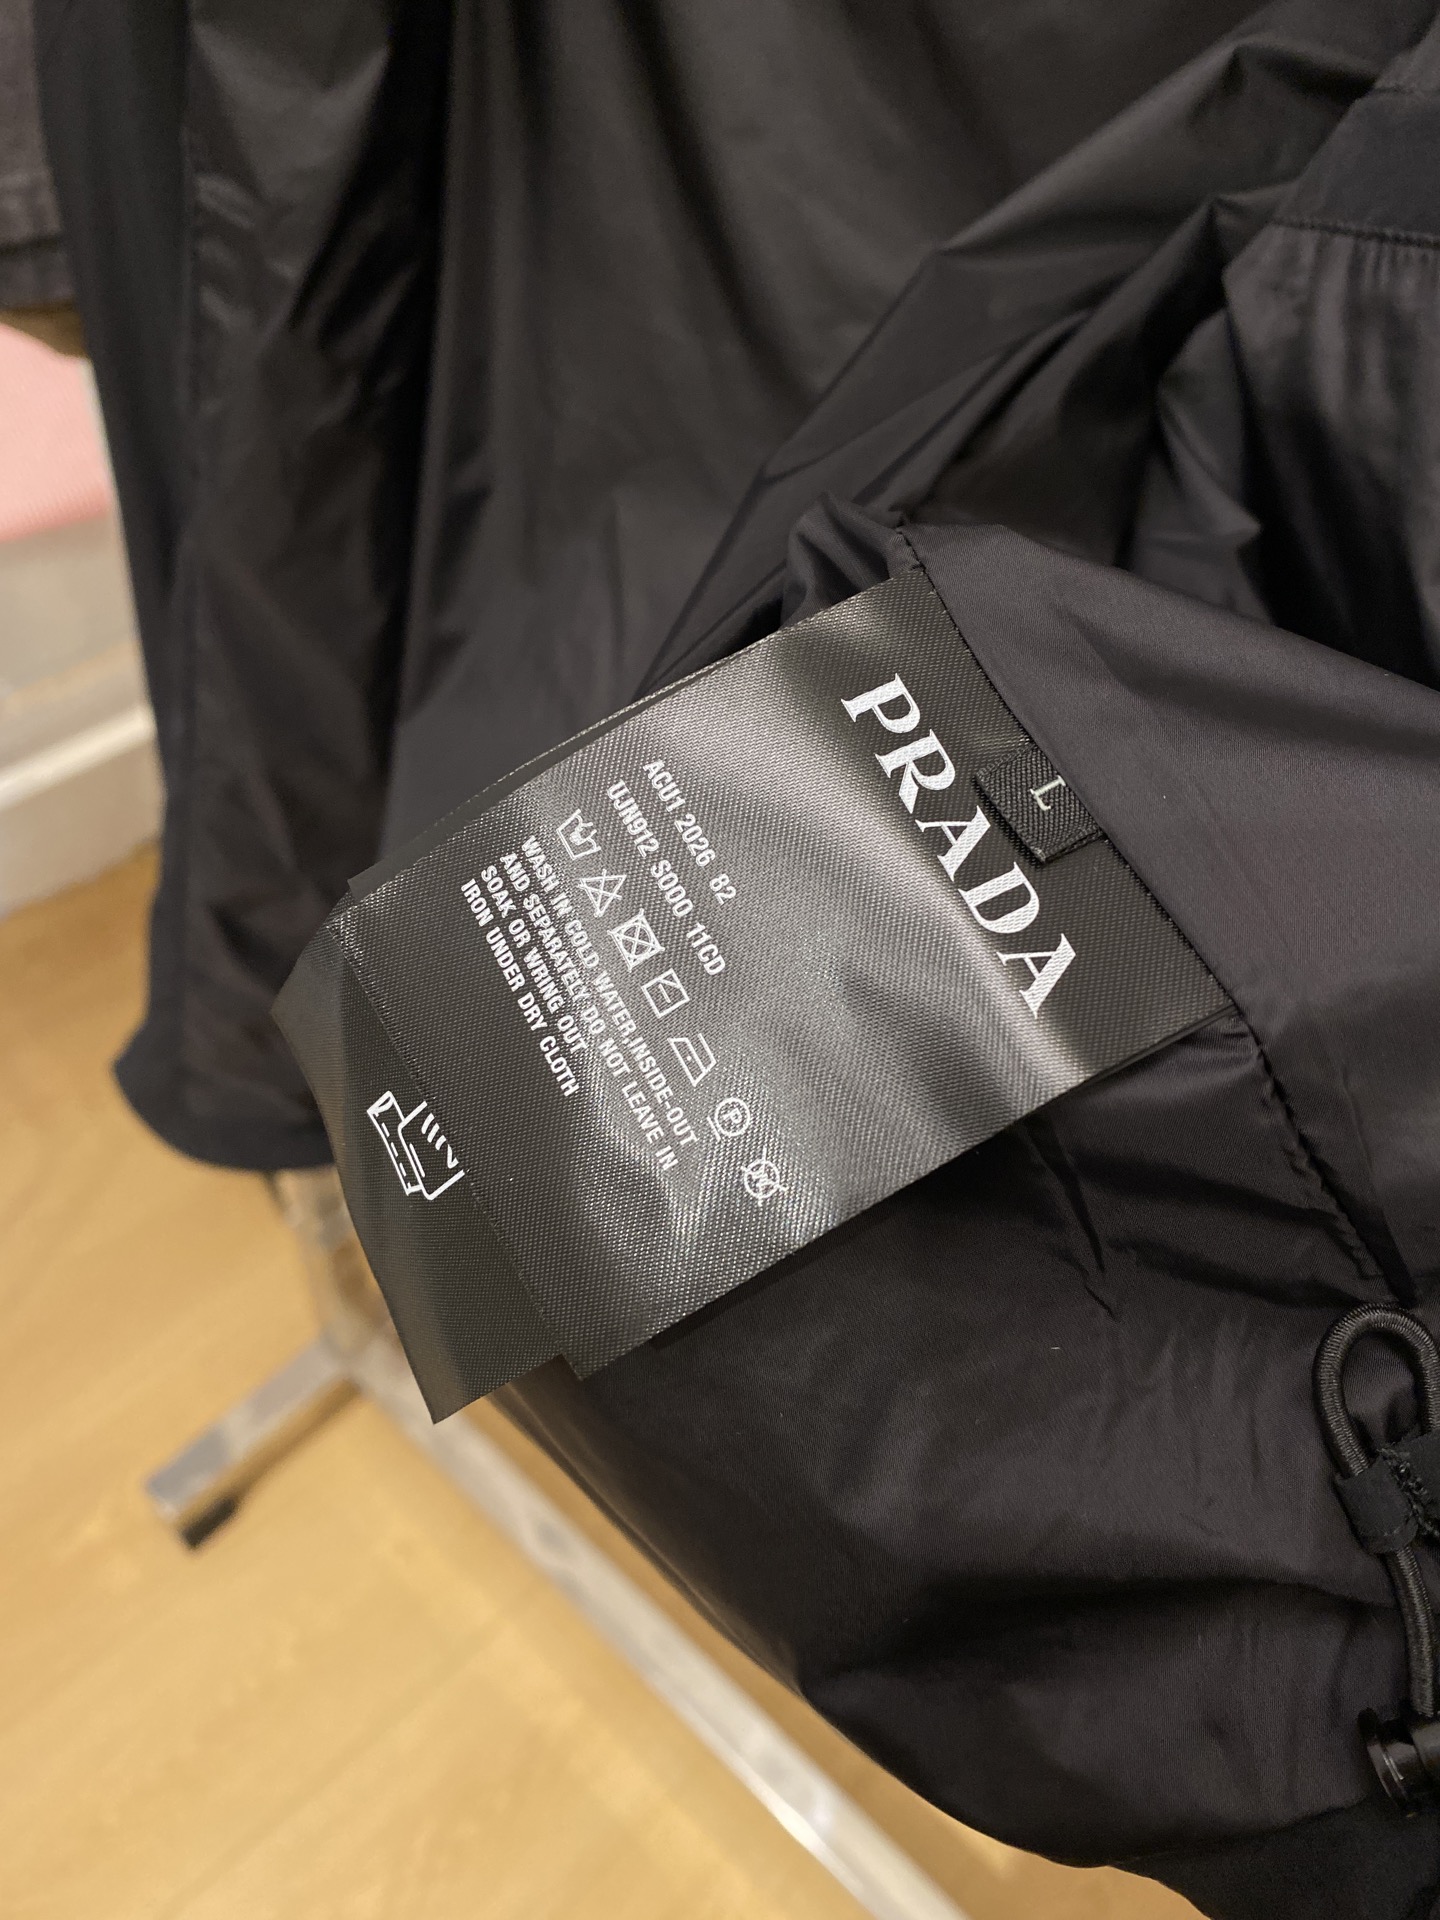 PRADA
L
ACU1 2026 82
UJN912 S000 11CD
P
W
WASH IN COLD WATER,INSIDE-OUT
AND SEPARATELY,DO NOT LEAVE IN
SOAK OR WRING OUT
IRON UNDER DRY CLOTH